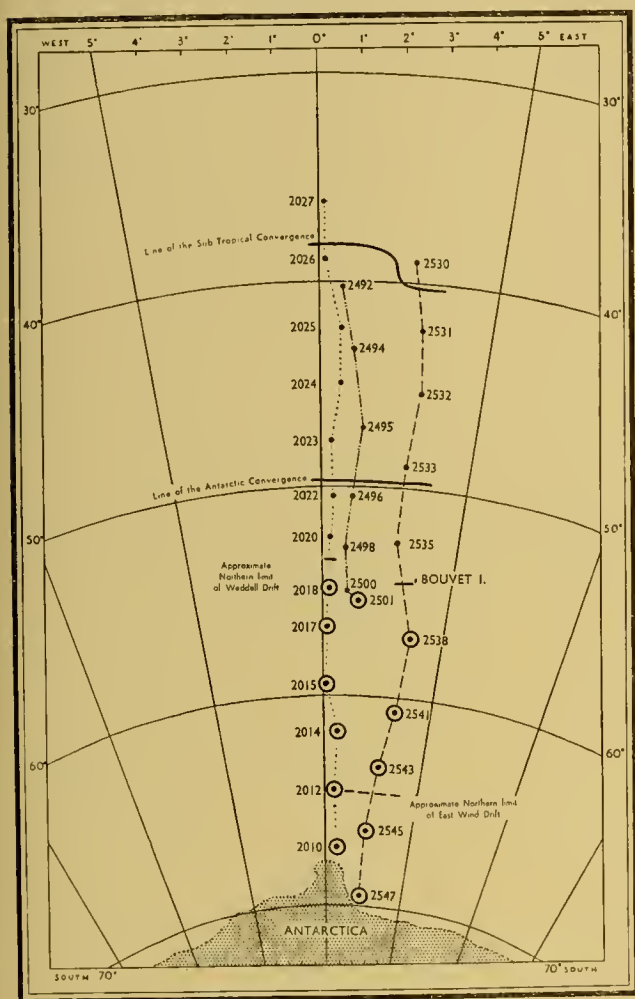 WEST 5° 4° 3° 2° 1° 0° 1° 2° 3° 4° 5° EAST
30° 30°
2027
Line of the Sub Tropical Convergence
2026 2530
2492
40° 2025 2531 40°
2494
2024 2532
2495
2023
2533
Line of the Antarctic Convergence
2022 2496
50° 2020 2498 2535 50°
Approximate
Northern limit
of Weddell Drift
BOUVET I.
2018 2500
2501
2017 2538
2015
2541
2014
60° 2543 60°
2012
Approximate Northern limit
of East Wind Drift
2545
2010
2547
ANTARCTICA
SOUTH 70° 70° SOUTH